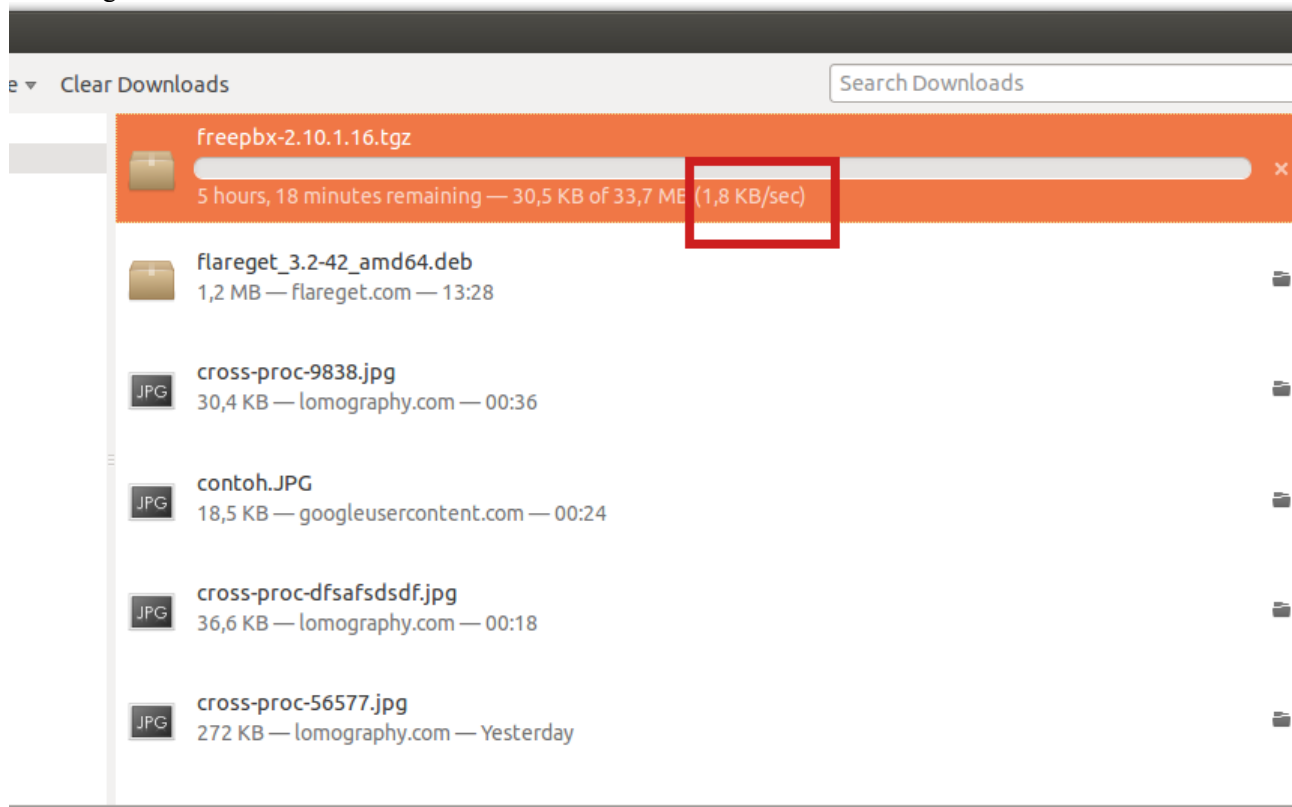 Clear Downloads
Search Downloads
freepbx-2.10.1.16.tgz
5 hours, 18 minutes remaining — 30,5 KB of 33,7 MB (1,8 KB/sec)
flareget_3.2-42_amd64.deb
1,2 MB — flareget.com — 13:28
JPG
cross-proc-9838.jpg
30,4 KB — lomography.com — 00:36
JPG
contoh.JPG
18,5 KB — googleusercontent.com — 00:24
JPG
cross-proc-dfsafsdsdf.jpg
36,6 KB — lomography.com — 00:18
JPG
cross-proc-56577.jpg
272 KB — lomography.com — Yesterday